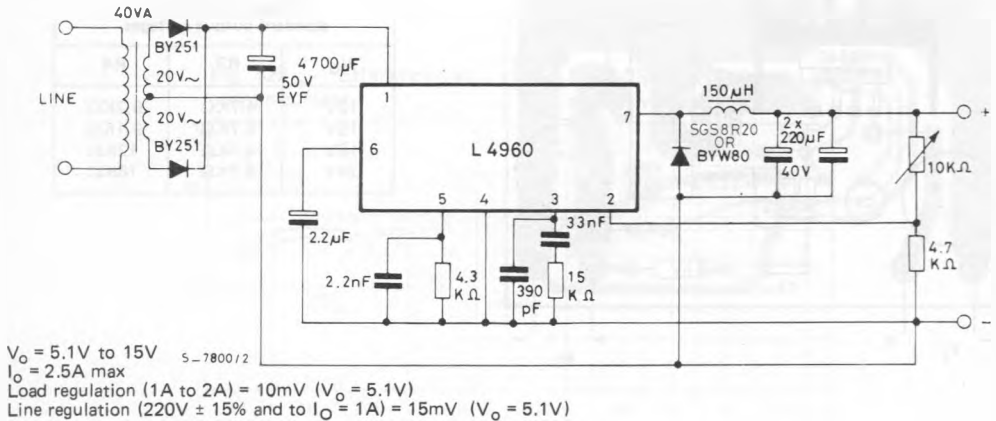 40VA
BY251
20V~
LINE
20V~
BY251
4700µF
50V
EYF
1
7
6
L 4960
5
4
3
2
150µH
SGS8R20
OR
BYW80
2 x
220µF
40V
+
10KΩ
4.7
KΩ
2.2µF
2.2nF
4.3
KΩ
33nF
390
pF
15
KΩ
−
S_7800/2
VO = 5.1V to 15V
IO = 2.5A max
Load regulation (1A to 2A) = 10mV (VO = 5.1V)
Line regulation (220V ± 15% and to IO = 1A) = 15mV (VO = 5.1V)